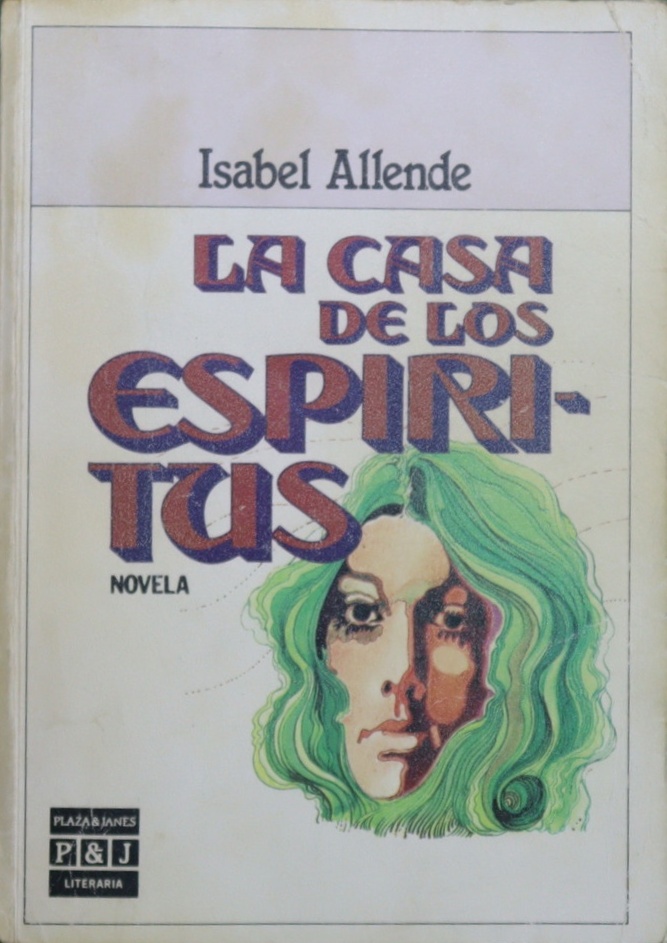 Isabel Allende
LA CASA
DE LOS
ESPIRI-
TUS
NOVELA
PLAZA & JANES
P & J
LITERARIA